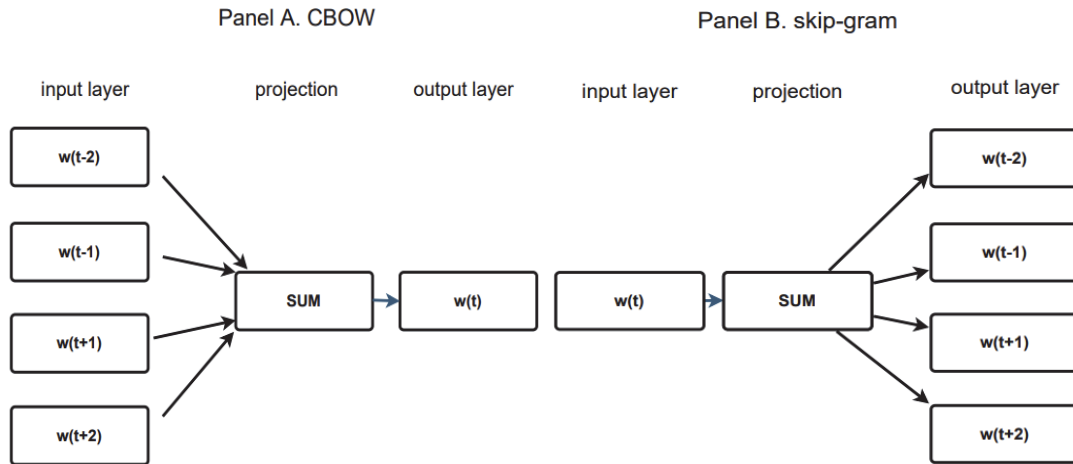 Panel A. CBOW
input layer
projection
output layer
w(t-2)
w(t-1)
w(t+1)
w(t+2)
SUM
w(t)
Panel B. skip-gram
input layer
projection
output layer
w(t)
SUM
w(t-2)
w(t-1)
w(t+1)
w(t+2)